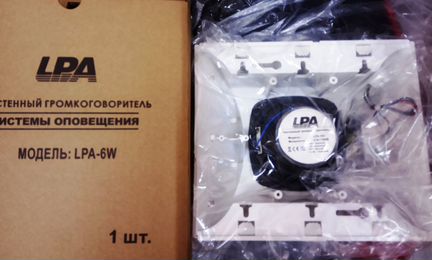 LPA
СТЕННЫЙ ГРОМКОГОВОРИТЕЛЬ
СИСТЕМЫ ОПОВЕЩЕНИЯ
МОДЕЛЬ: LPA-6W
1 шт.
LPA